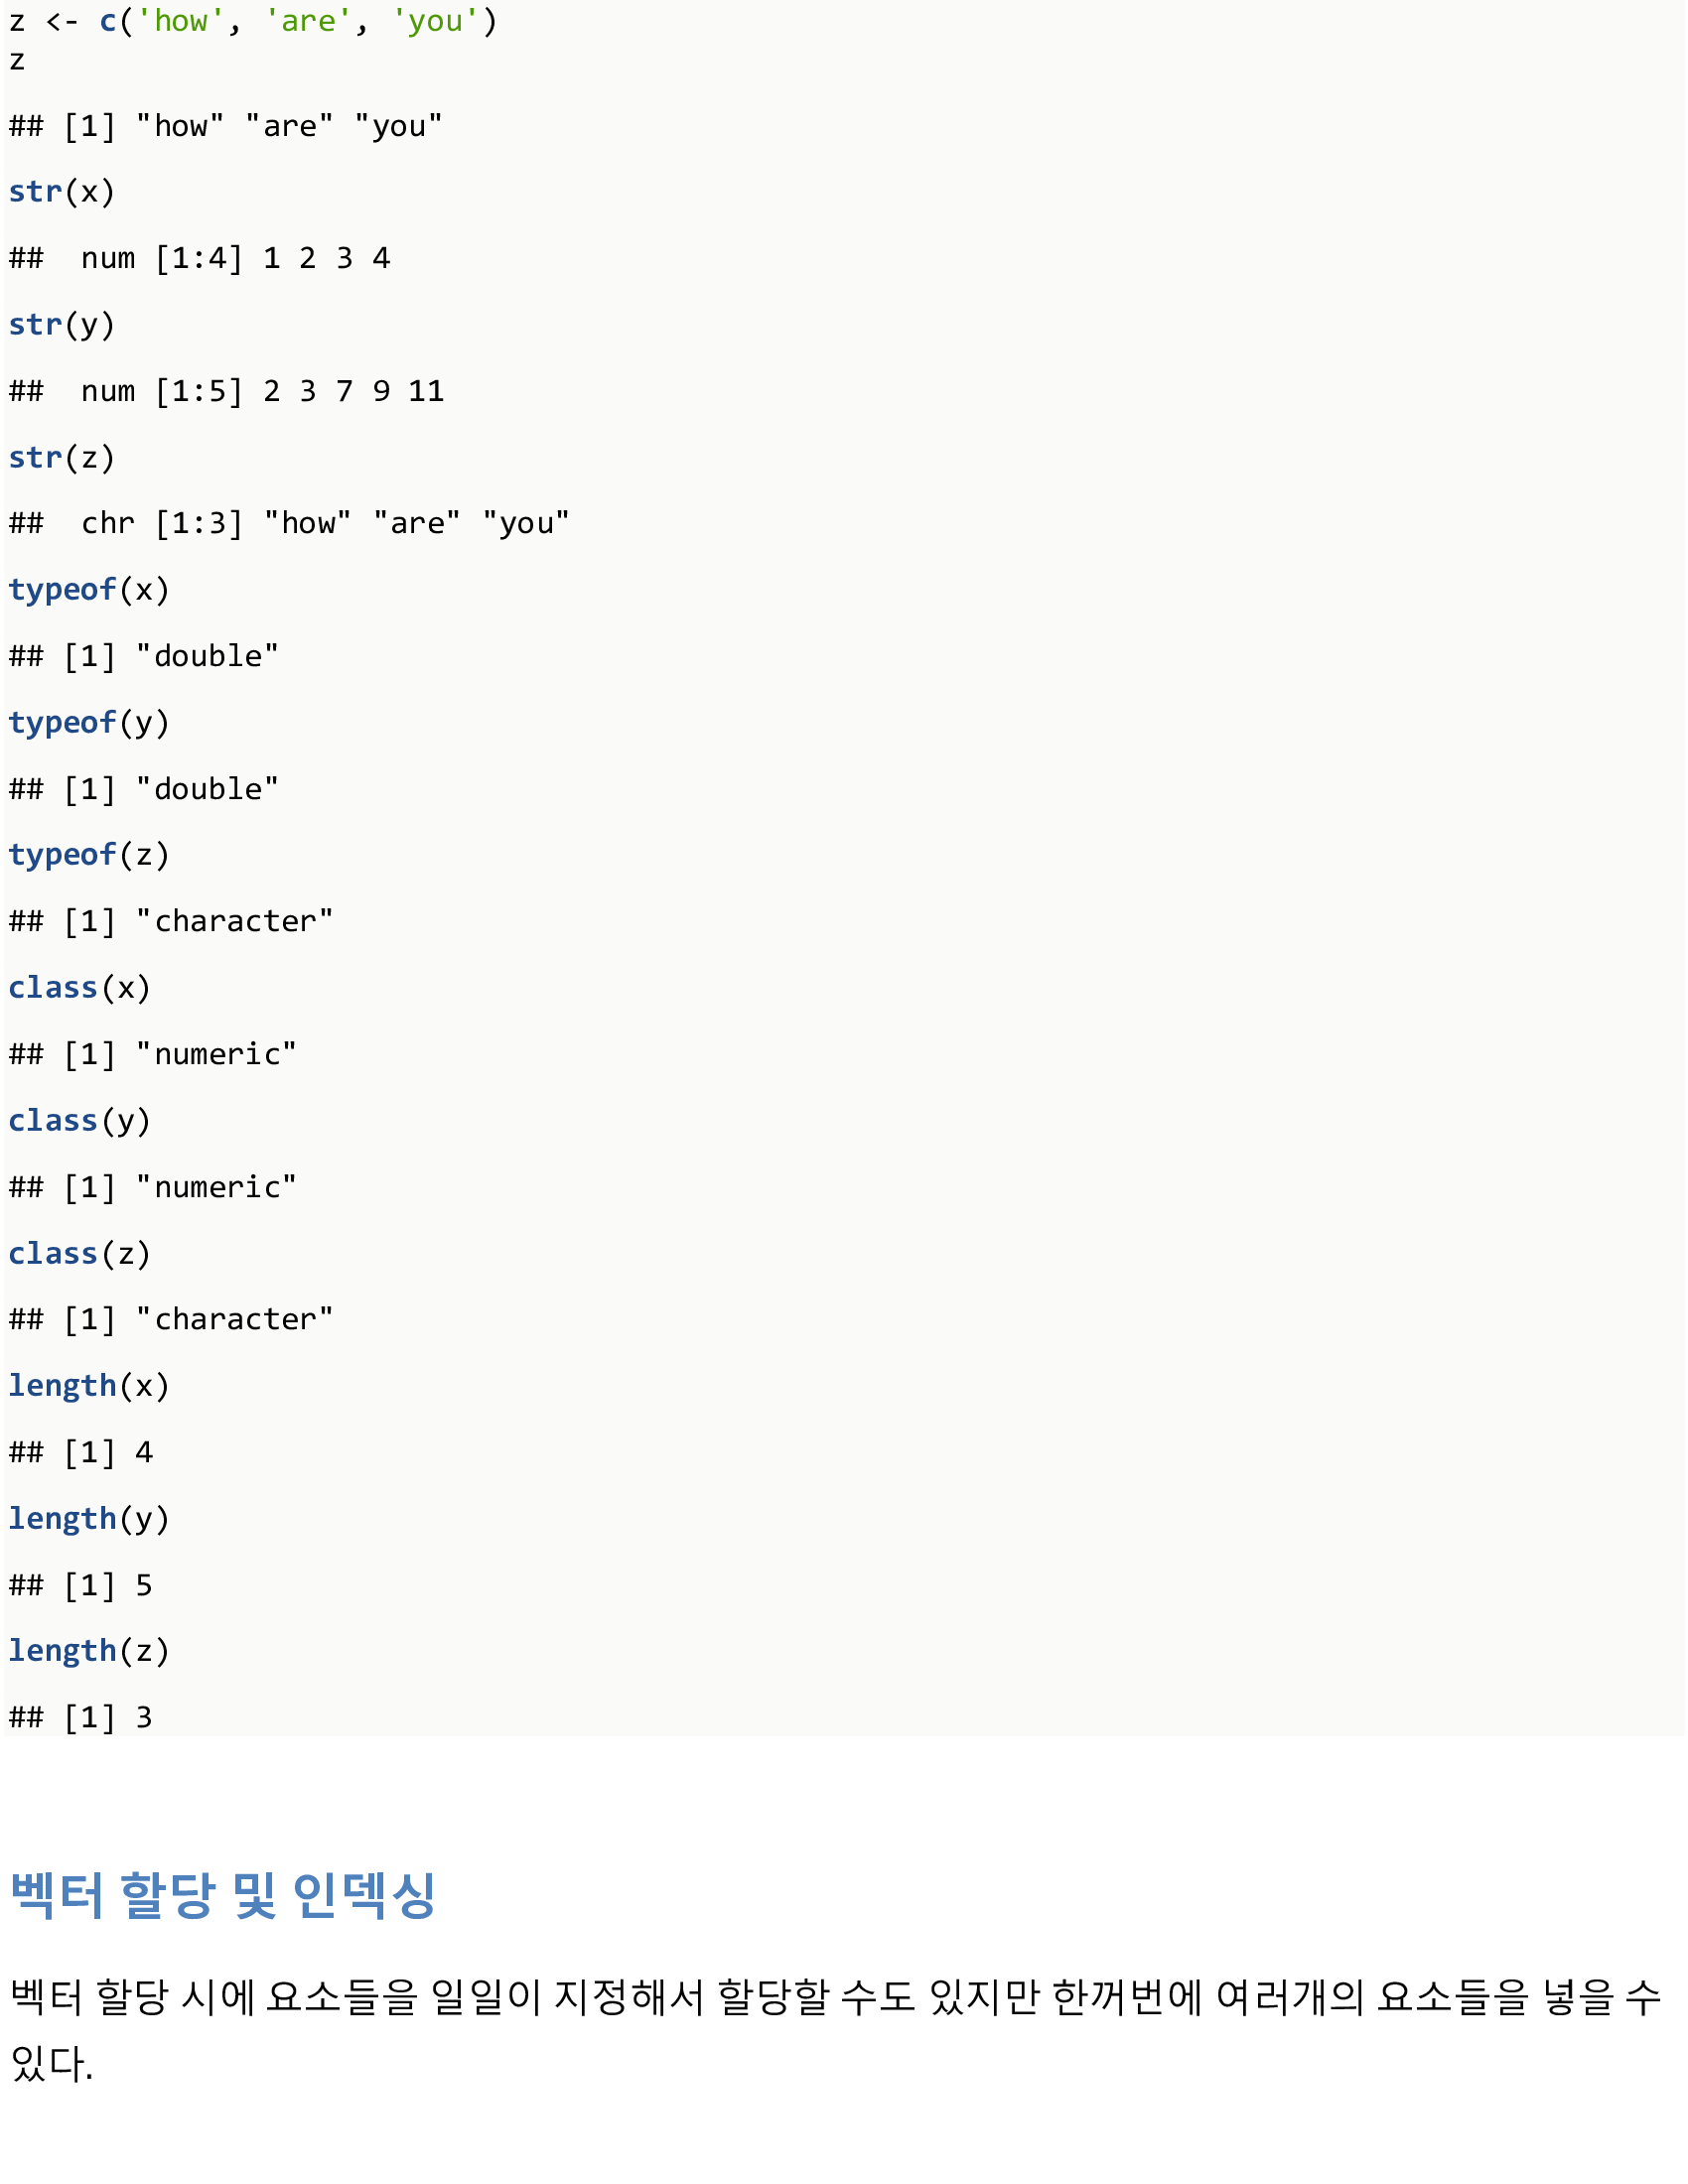 z <- c('how', 'are', 'you')
z
## [1] "how" "are" "you"
str(x)
##  num [1:4] 1 2 3 4
str(y)
##  num [1:5] 2 3 7 9 11
str(z)
##  chr [1:3] "how" "are" "you"
typeof(x)
## [1] "double"
typeof(y)
## [1] "double"
typeof(z)
## [1] "character"
class(x)
## [1] "numeric"
class(y)
## [1] "numeric"
class(z)
## [1] "character"
length(x)
## [1] 4
length(y)
## [1] 5
length(z)
## [1] 3
벡터 할당 및 인덱싱
벡터 할당 시에 요소들을 일일이 지정해서 할당할 수도 있지만 한꺼번에 여러개의 요소들을 넣을 수
있다.